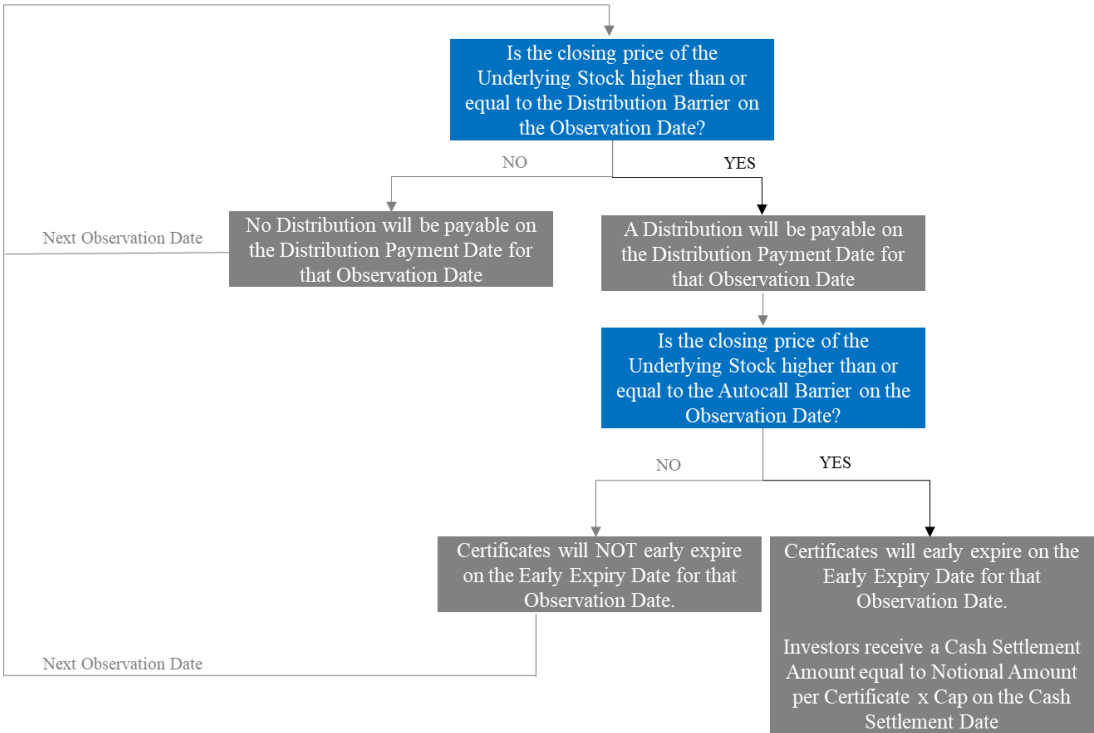 Is the closing price of the
Underlying Stock higher than or
equal to the Distribution Barrier on
the Observation Date?
NO
YES
Next Observation Date
No Distribution will be payable on
the Distribution Payment Date for
that Observation Date
A Distribution will be payable on
the Distribution Payment Date for
that Observation Date
Is the closing price of the
Underlying Stock higher than or
equal to the Autocall Barrier on the
Observation Date?
NO
YES
Certificates will NOT early expire
on the Early Expiry Date for that
Observation Date.
Certificates will early expire on the
Early Expiry Date for that
Observation Date.
Investors receive a Cash Settlement
Amount equal to Notional Amount
per Certificate x Cap on the Cash
Settlement Date
Next Observation Date